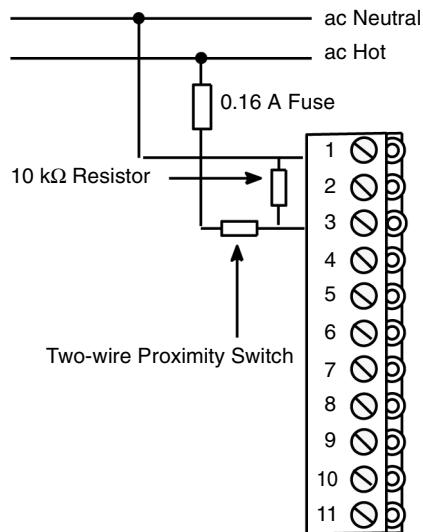 ac Neutral
ac Hot
0.16 A Fuse
10 kΩ Resistor
Two-wire Proximity Switch
1
2
3
4
5
6
7
8
9
10
11